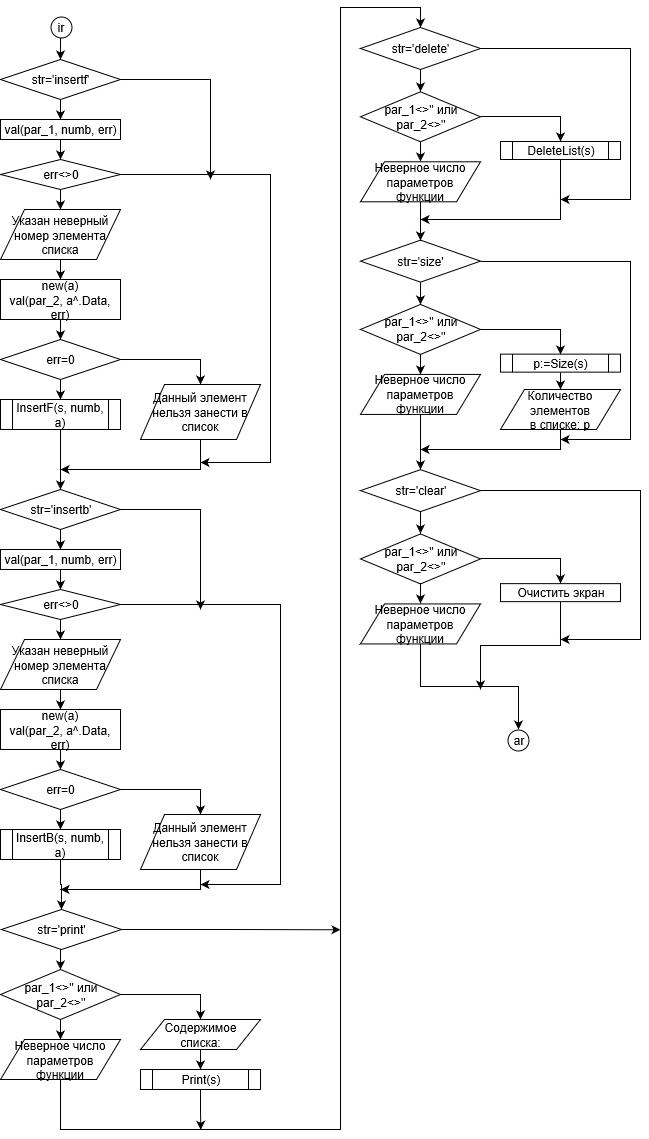 ir
str='insertf'
val(par_1, numb, err)
err<>0
Указан неверный
номер элемента
списка
new(a)
val(par_2, a^.Data,
err)
err=0
InsertF(s, numb,
a)
Данный элемент
нельзя занести в
список
str='insertb'
val(par_1, numb, err)
err<>0
Указан неверный
номер элемента
списка
new(a)
val(par_2, a^.Data,
err)
err=0
InsertB(s, numb,
a)
Данный элемент
нельзя занести в
список
str='print'
par_1<>'' или
par_2<>''
Неверное число
параметров
функции
Содержимое
списка:
Print(s)
str='delete'
par_1<>'' или
par_2<>''
Неверное число
параметров
функции
DeleteList(s)
str='size'
par_1<>'' или
par_2<>''
Неверное число
параметров
функции
p:=Size(s)
Количество
элементов
в списке: p
str='clear'
par_1<>'' или
par_2<>''
Неверное число
параметров
функции
Очистить экран
ar